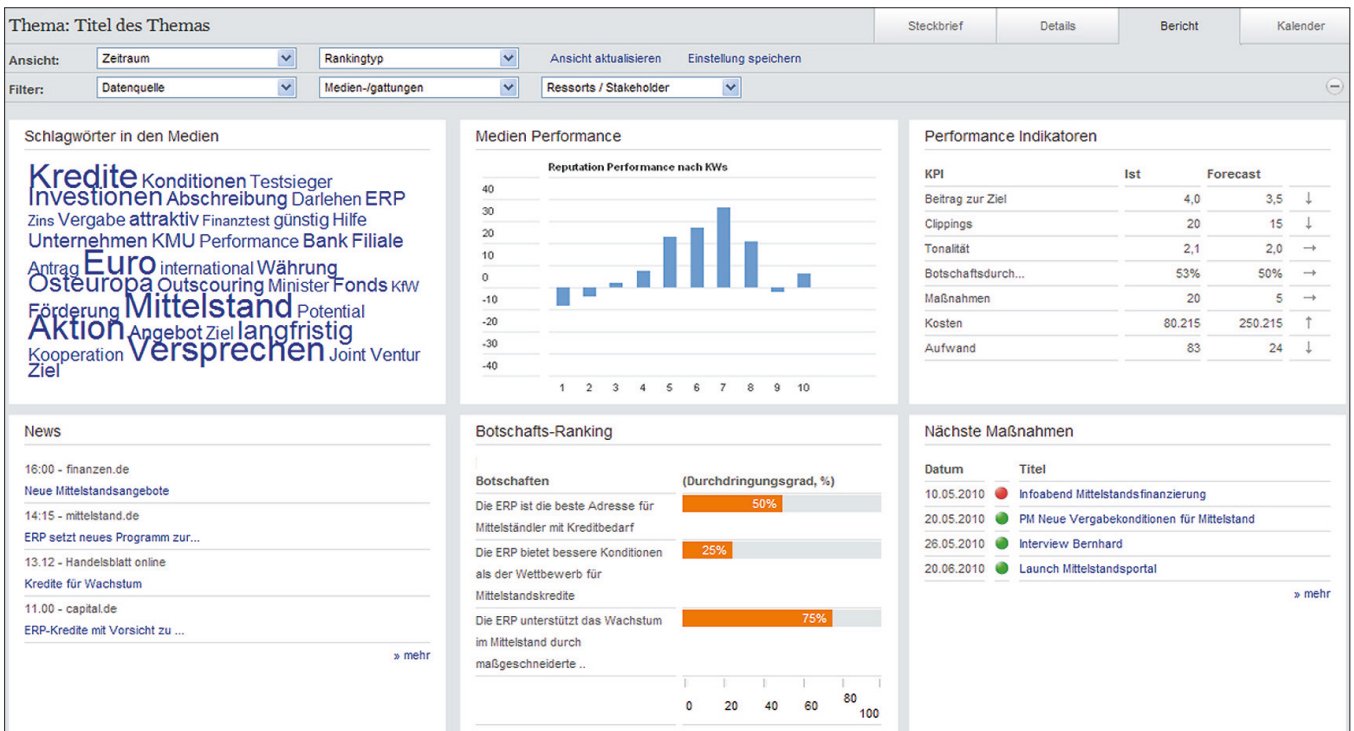 Thema: Titel des Themas
Steckbrief
Details
Bericht
Kalender
Ansicht:
Zeitraum
Rankingtyp
Ansicht aktualisieren
Einstellung speichern
Filter:
Datenquelle
Medien-/gattungen
Ressorts / Stakeholder
Schlagwörter in den Medien
Kredite Konditionen Testsieger
Investionen Abschreibung Darlehen ERP
Zins Vergabe attraktiv Finanztest günstig Hilfe
Unternehmen KMU Performance Bank Filiale
Antrag Euro international Währung
Osteuropa Outscouring Minister Fonds KfW
Förderung Mittelstand Potential
Aktion Angebot Ziel langfristig
Kooperation Versprechen Joint Ventur
Ziel
Medien Performance
Reputation Performance nach KWs
40
30
20
10
0
-10
-20
-30
-40
1 2 3 4 5 6 7 8 9 10
Performance Indikatoren
KPI Ist Forecast
Beitrag zur Ziel 4,0 3,5 ↓
Clippings 20 15 ↓
Tonalität 2,1 2,0 →
Botschaftsdurch... 53% 50% →
Maßnahmen 20 5 →
Kosten 80.215 250.215 ↑
Aufwand 83 24 ↓
News
16:00 - finanzen.de
Neue Mittelstandsangebote
14:15 - mittelstand.de
ERP setzt neues Programm zur...
13.12 - Handelsblatt online
Kredite für Wachstum
11.00 - capital.de
ERP-Kredite mit Vorsicht zu ...
» mehr
Botschafts-Ranking
Botschaften (Durchdringungsgrad, %)
Die ERP ist die beste Adresse für 50%
Mittelständler mit Kreditbedarf
Die ERP bietet bessere Konditionen 25%
als der Wettbewerb für
Mittelstandskredite
Die ERP unterstützt das Wachstum 75%
im Mittelstand durch
maßgeschneiderte ..
0 20 40 60 80 100
Nächste Maßnahmen
Datum Titel
10.05.2010 Infoabend Mittelstandsfinanzierung
20.05.2010 PM Neue Vergabekonditionen für Mittelstand
26.05.2010 Interview Bernhard
20.06.2010 Launch Mittelstandsportal
» mehr